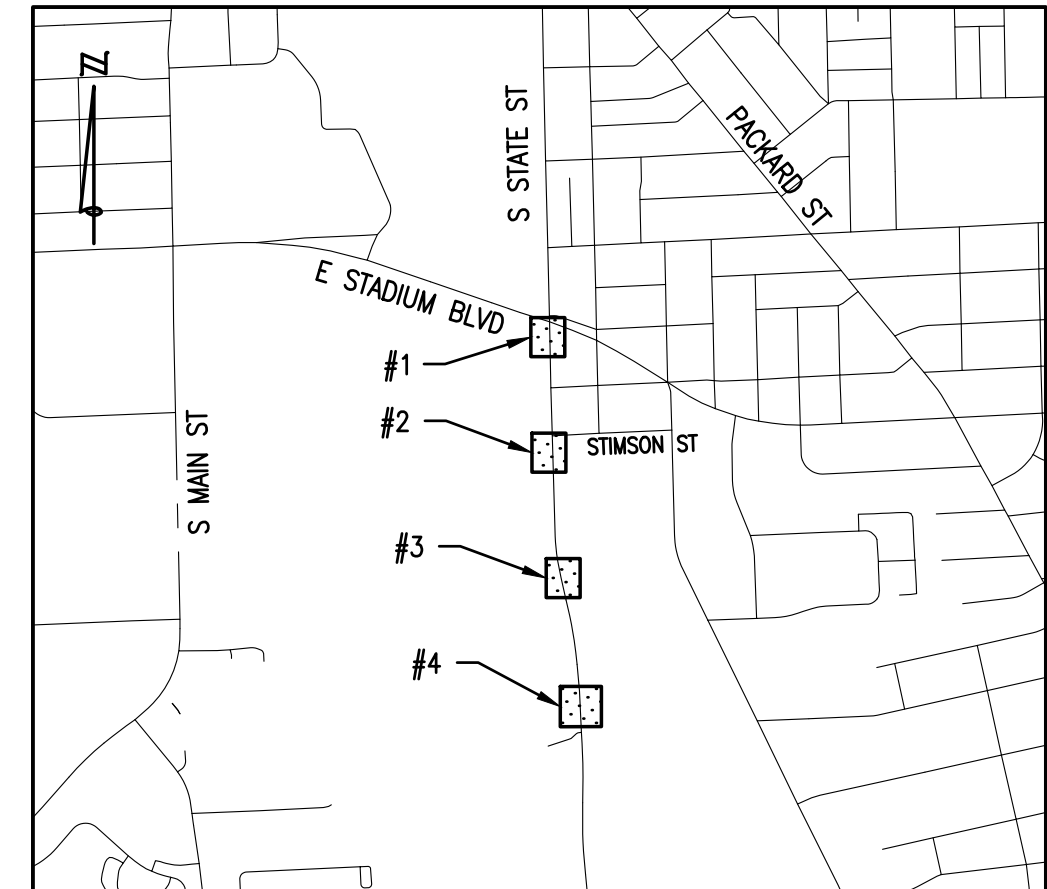 N
S STATE ST
PACKARD ST
E STADIUM BLVD
#1
#2
STIMSON ST
S MAIN ST
#3
#4